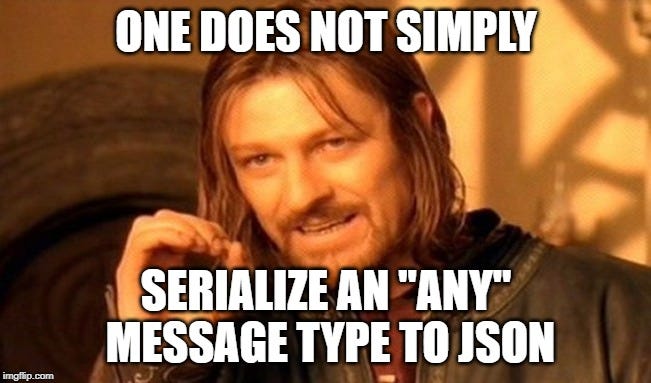 ONE DOES NOT SIMPLY
SERIALIZE AN "ANY"
MESSAGE TYPE TO JSON
imgflip.com